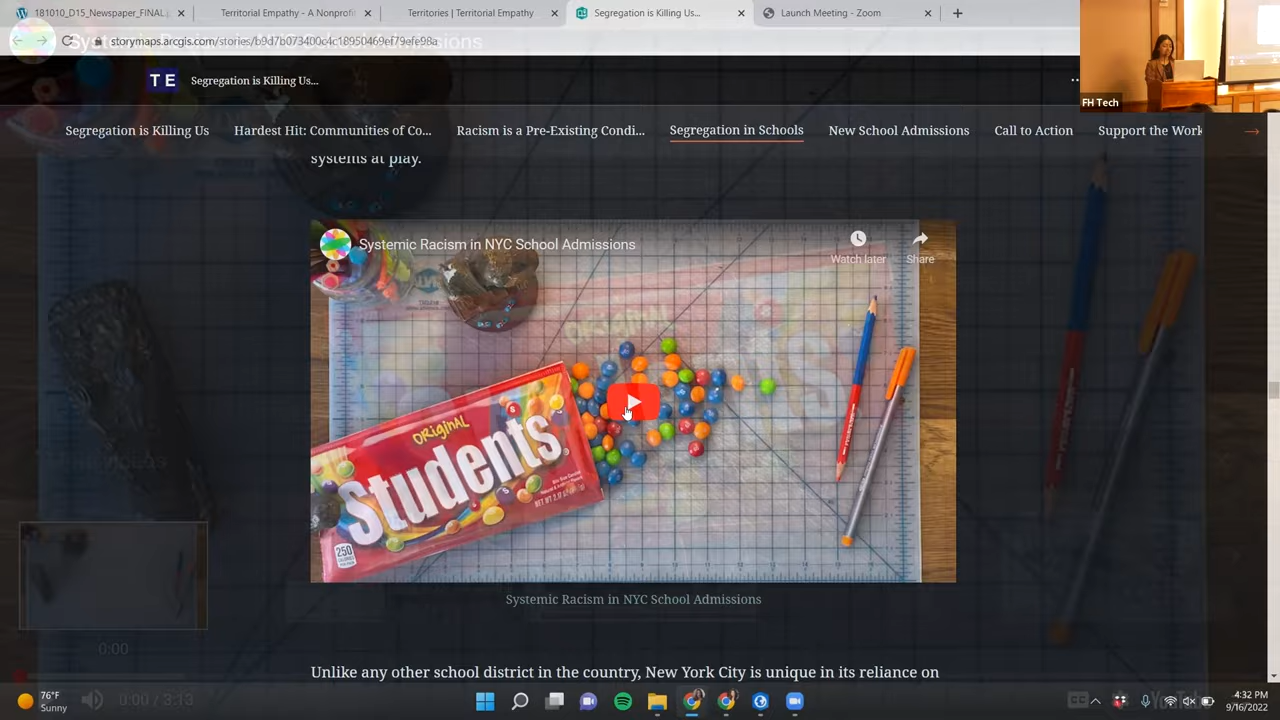 181010_D15_Newspaper_FINAL
Territorial Empathy - A Nonprofit
Territories | Territorial Empathy
Segregation is Killing Us...
Launch Meeting - Zoom
storymaps.arcgis.com/stories/b9d7b073400c4c18950469ef79efe98a
TE
Segregation is Killing Us...
FH Tech
Segregation is Killing Us
Hardest Hit: Communities of Co...
Racism is a Pre-Existing Condi...
Segregation in Schools
New School Admissions
Call to Action
Support the Work
systems at play.
Systemic Racism in NYC School Admissions
Watch later
Share
ORIGINAL
Students
250
Systemic Racism in NYC School Admissions
0:00
Unlike any other school district in the country, New York City is unique in its reliance on
76°F
Sunny
0:00 / 3:13
YouTube
4:32 PM
9/16/2022